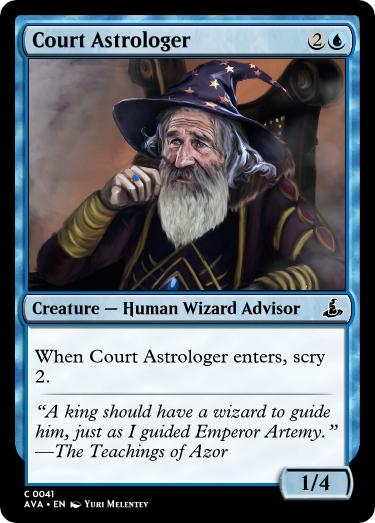 Court Astrologer 2
Creature — Human Wizard Advisor
When Court Astrologer enters, scry
2.
“A king should have a wizard to guide
him, just as I guided Emperor Artemy.”
—The Teachings of Azor
1/4
C 0041
AVA • EN Yuri Melentev